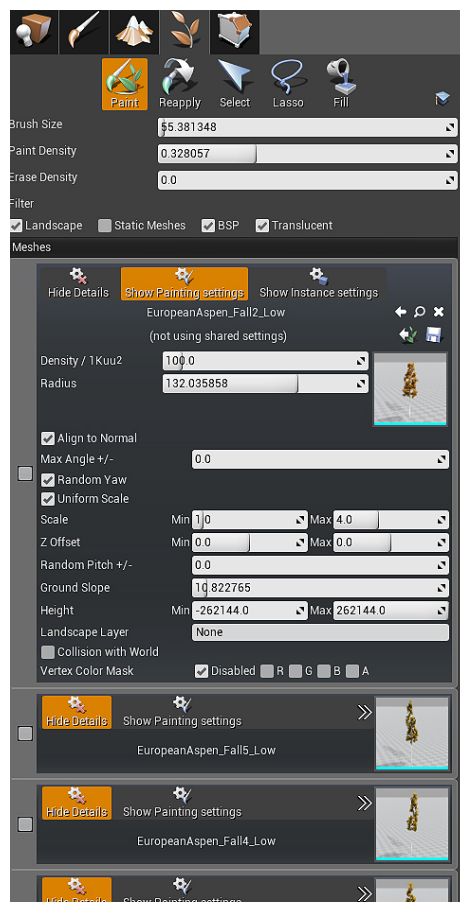 Paint Reapply Select Lasso Fill
Brush Size 55.381348
Paint Density 0.328057
Erase Density 0.0
Filter
Landscape Static Meshes BSP Translucent
Meshes
Hide Details Show Painting settings Show Instance settings
EuropeanAspen_Fall2_Low
(not using shared settings)
Density / 1Kuu2 100.0
Radius 132.035858
Align to Normal
Max Angle +/- 0.0
Random Yaw
Uniform Scale
Scale Min 1.0 Max 4.0
Z Offset Min 0.0 Max 0.0
Random Pitch +/- 0.0
Ground Slope 10.822765
Height Min -262144.0 Max 262144.0
Landscape Layer None
Collision with World
Vertex Color Mask Disabled R G B A
Hide Details Show Painting settings
EuropeanAspen_Fall5_Low
Hide Details Show Painting settings
EuropeanAspen_Fall4_Low
Hide Details Show Painting settings